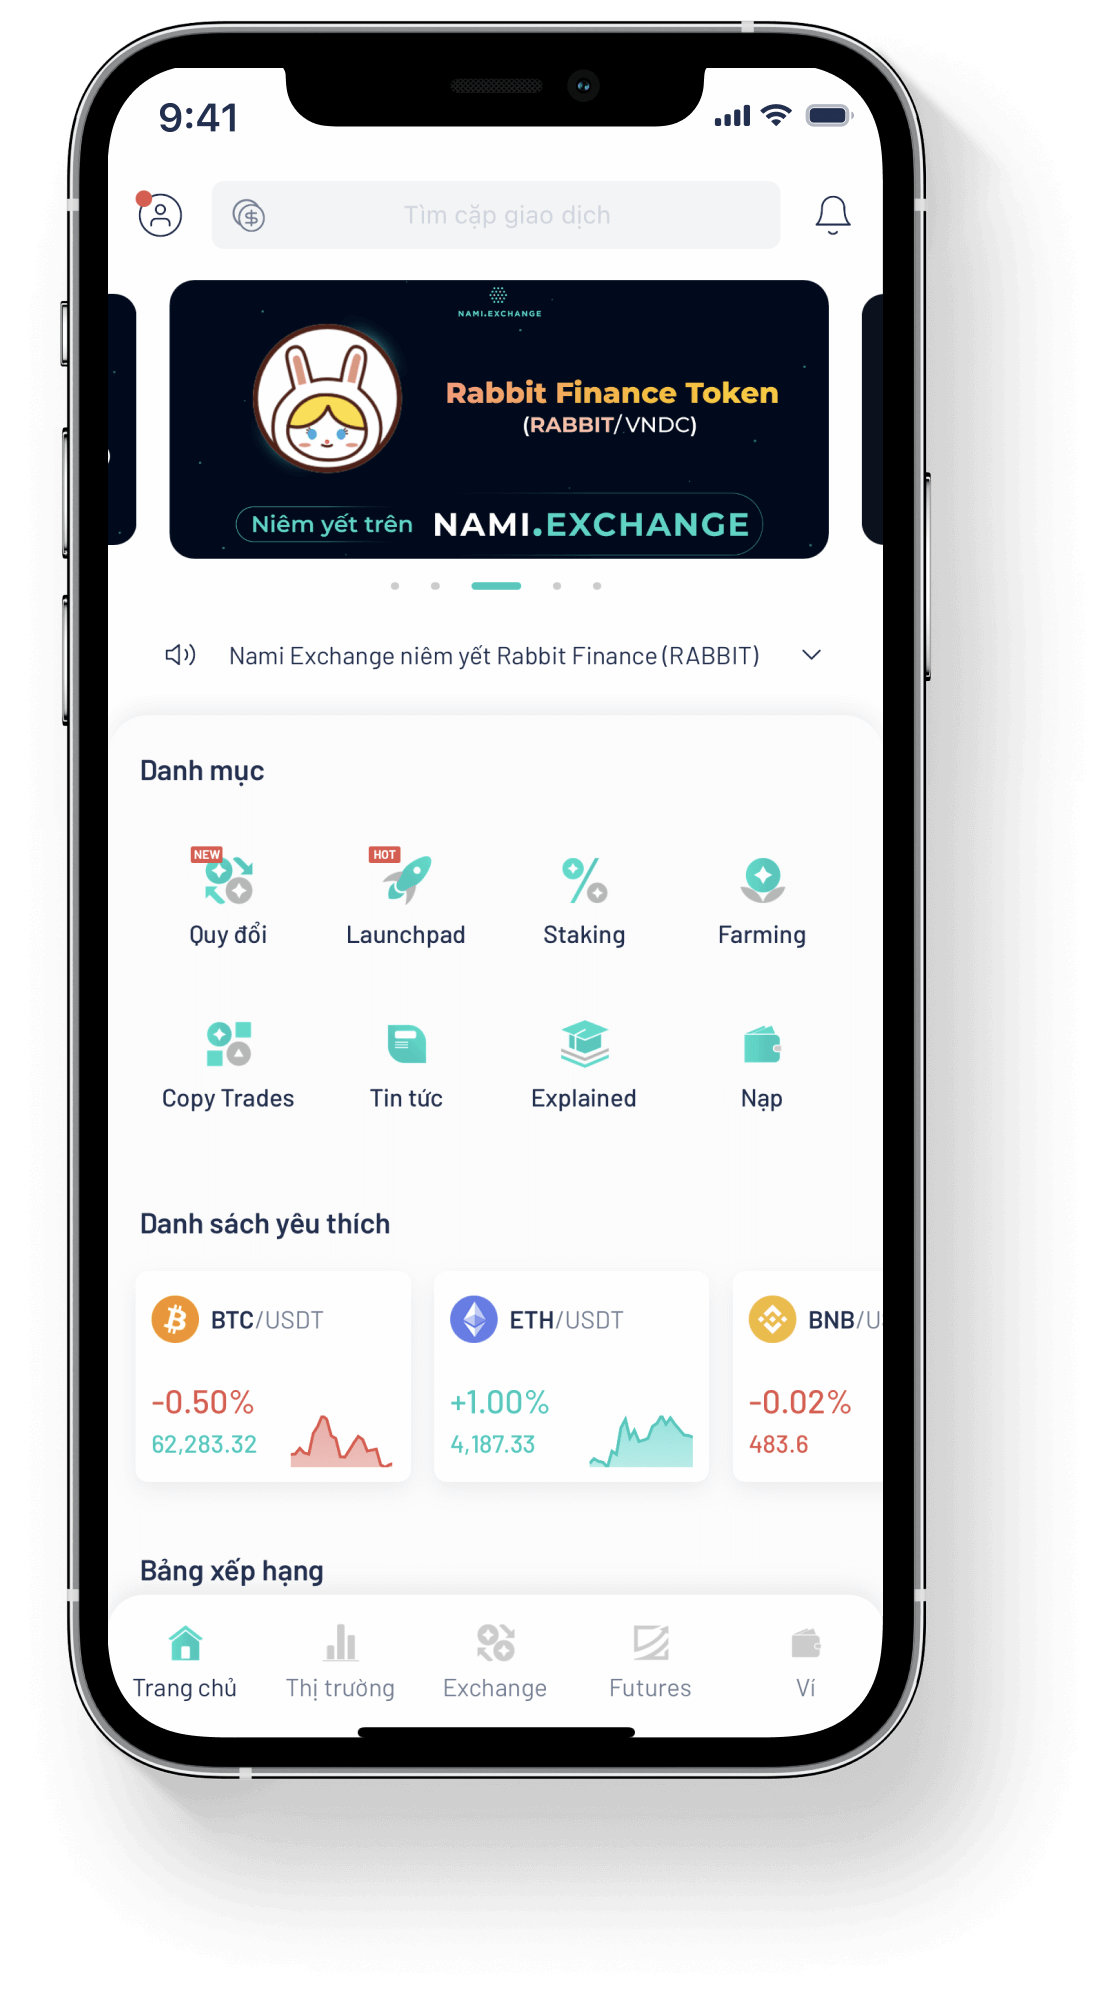 9:41
Tìm cặp giao dịch
NAMI.EXCHANGE
Rabbit Finance Token
(RABBIT/VNDC)
Niêm yết trên NAMI.EXCHANGE
Nami Exchange niêm yết Rabbit Finance (RABBIT)
Danh mục
NEW
HOT
Quy đổi
Launchpad
Staking
Farming
Copy Trades
Tin tức
Explained
Nạp
Danh sách yêu thích
BTC/USDT
-0.50%
62,283.32
ETH/USDT
+1.00%
4,187.33
BNB/U
-0.02%
483.6
Bảng xếp hạng
Trang chủ
Thị trường
Exchange
Futures
Ví